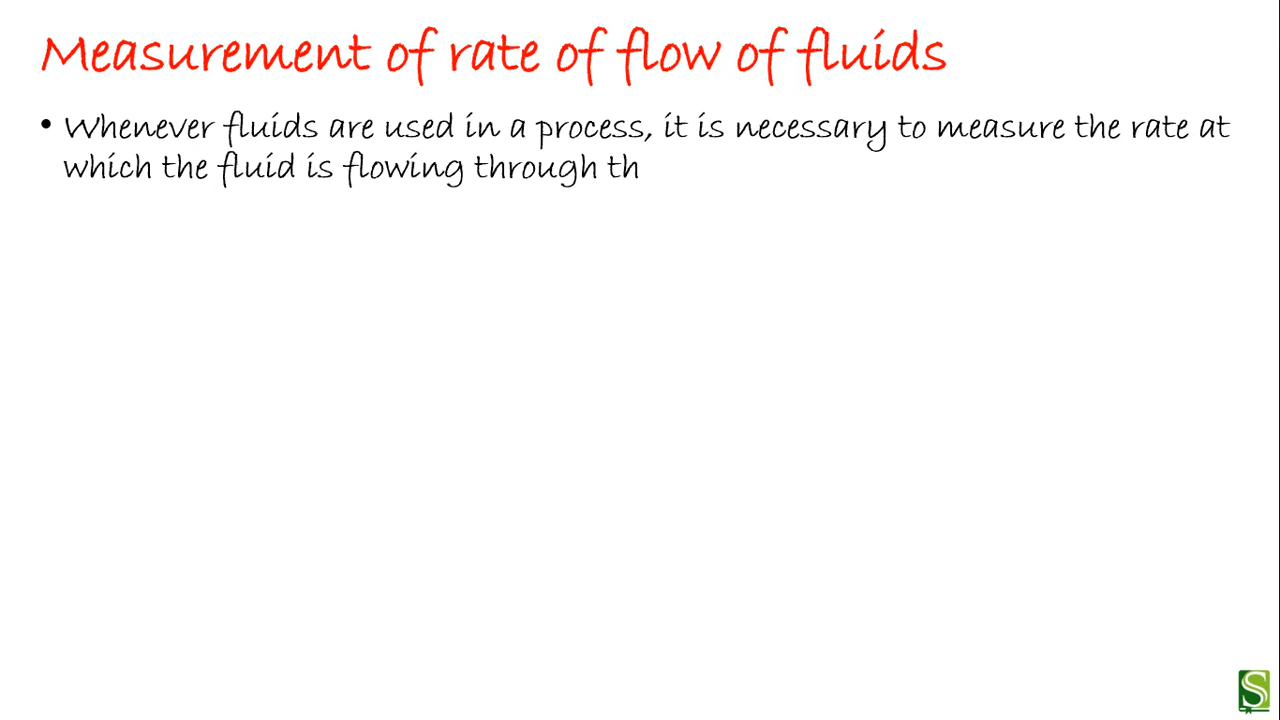 Measurement of rate of flow of fluids
• Whenever fluids are used in a process, it is necessary to measure the rate at
which the fluid is flowing through th
S